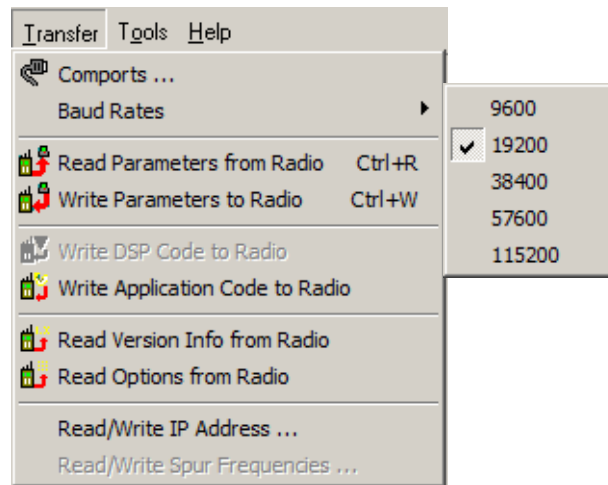 Transfer Tools Help
Comports ...
Baud Rates
9600
19200
38400
57600
115200
Read Parameters from Radio Ctrl+R
Write Parameters to Radio Ctrl+W
Write DSP Code to Radio
Write Application Code to Radio
Read Version Info from Radio
Read Options from Radio
Read/Write IP Address ...
Read/Write Spur Frequencies ...